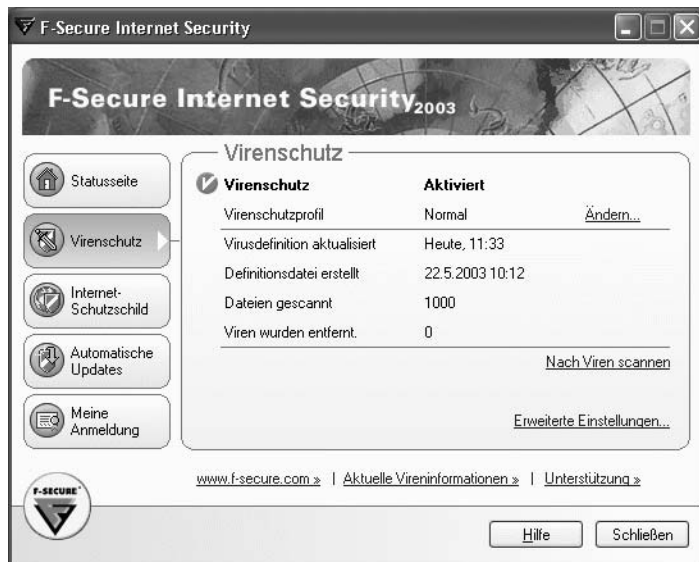 F-Secure Internet Security
F-Secure Internet Security 2003
Statusseite
Virenschutz
Internet-
Schutzschild
Automatische
Updates
Meine
Anmeldung
Virenschutz
Virenschutz Aktiviert
Virenschutzprofil Normal Ändern...
Virusdefinition aktualisiert Heute, 11:33
Definitionsdatei erstellt 22.5.2003 10:12
Dateien gescannt 1000
Viren wurden entfernt. 0
Nach Viren scannen
Erweiterte Einstellungen...
www.f-secure.com » | Aktuelle Vireninformationen » | Unterstützung »
F-SECURE
Hilfe Schließen